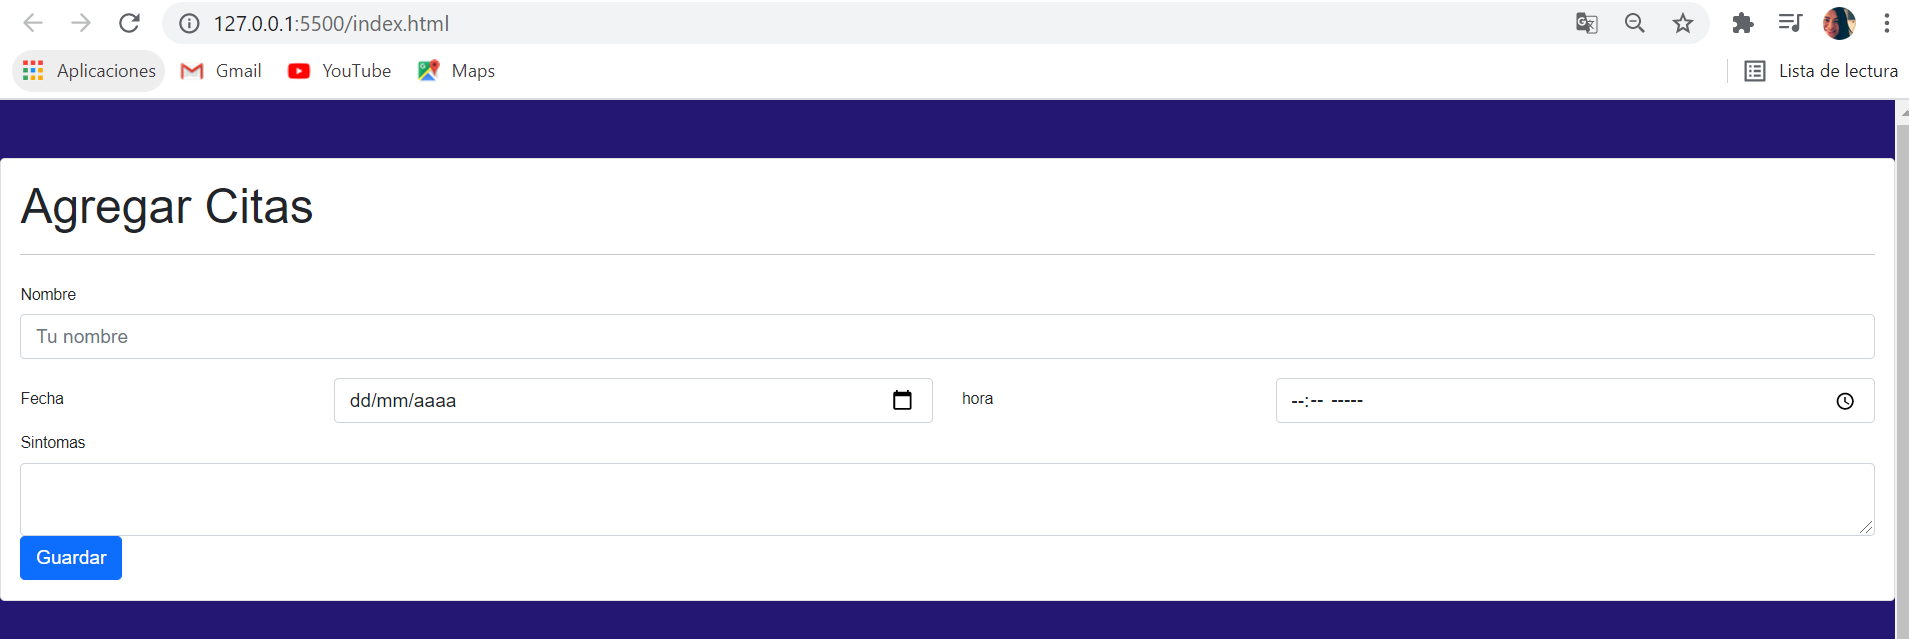 127.0.0.1:5500/index.html
Aplicaciones Gmail YouTube Maps Lista de lectura
Agregar Citas
Nombre
Tu nombre
Fecha dd/mm/aaaa hora --:-- -----
Sintomas
Guardar